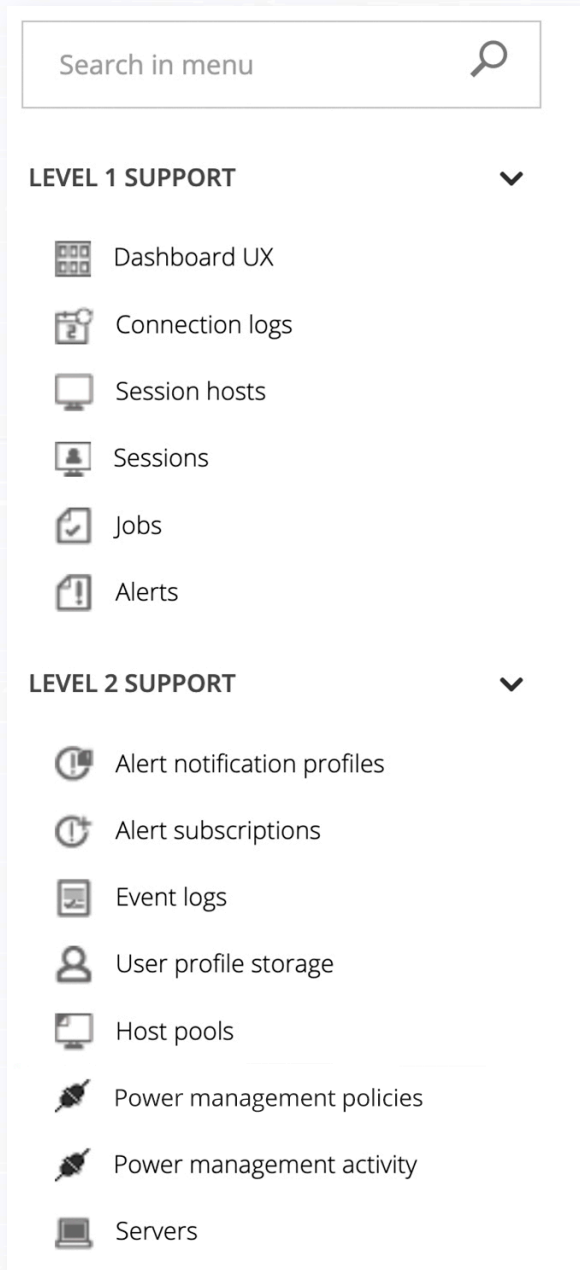 Search in menu
LEVEL 1 SUPPORT
Dashboard UX
Connection logs
Session hosts
Sessions
Jobs
Alerts
LEVEL 2 SUPPORT
Alert notification profiles
Alert subscriptions
Event logs
User profile storage
Host pools
Power management policies
Power management activity
Servers